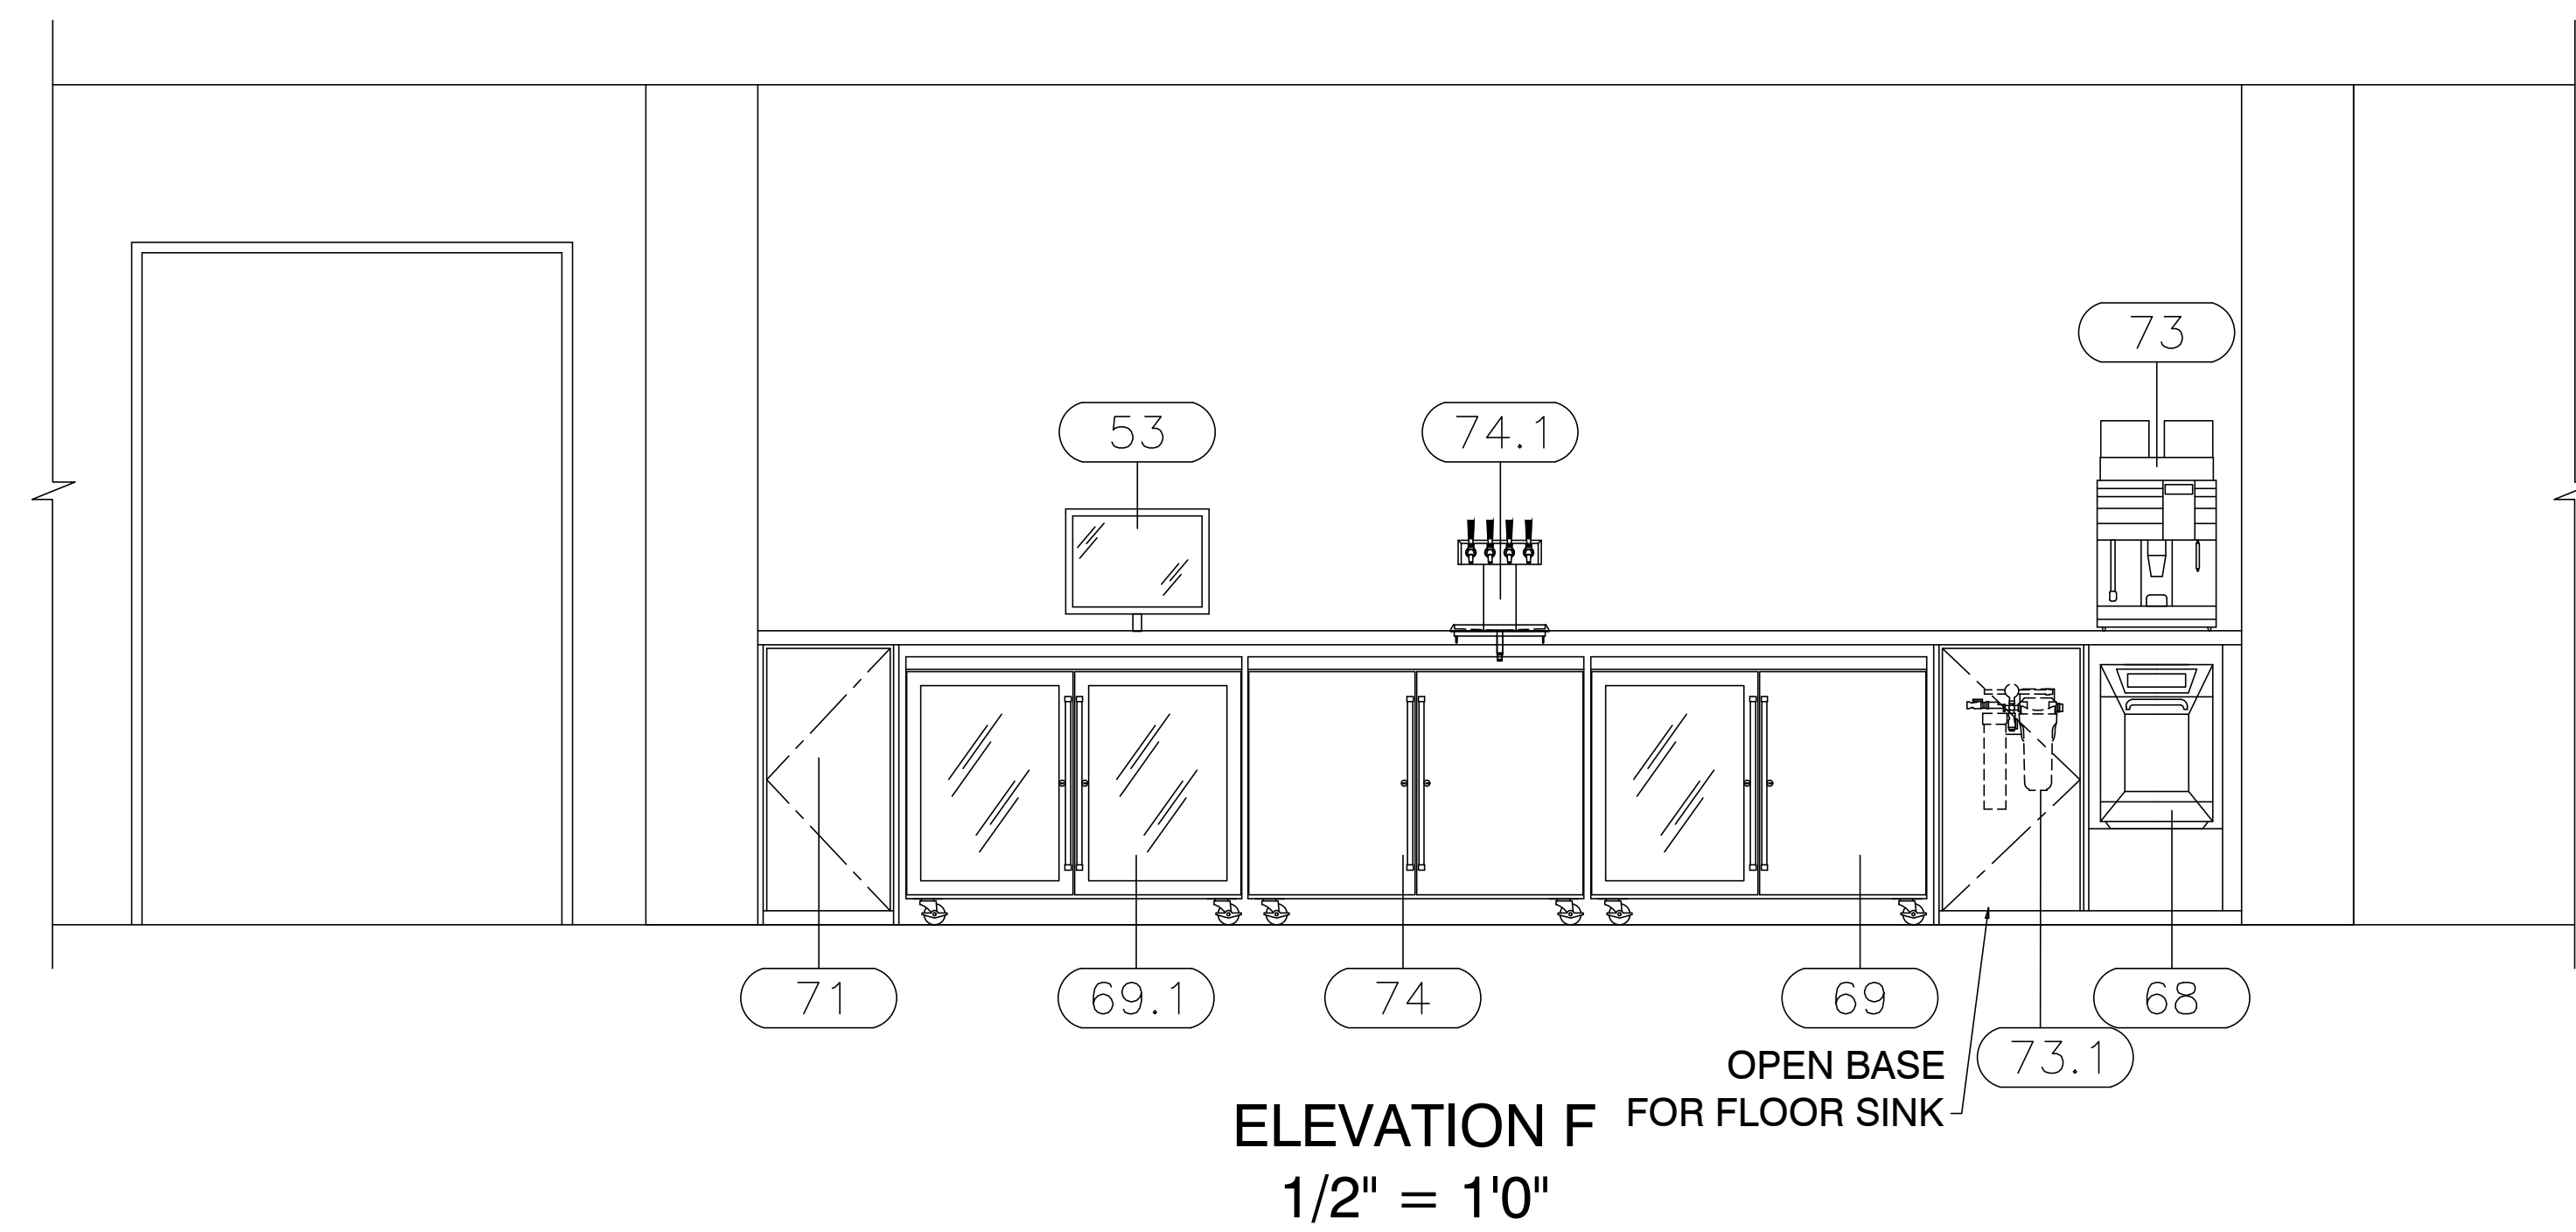 73
53
74.1
71
69.1
74
69
68
73.1
OPEN BASE
FOR FLOOR SINK
ELEVATION F
1/2" = 1'0"